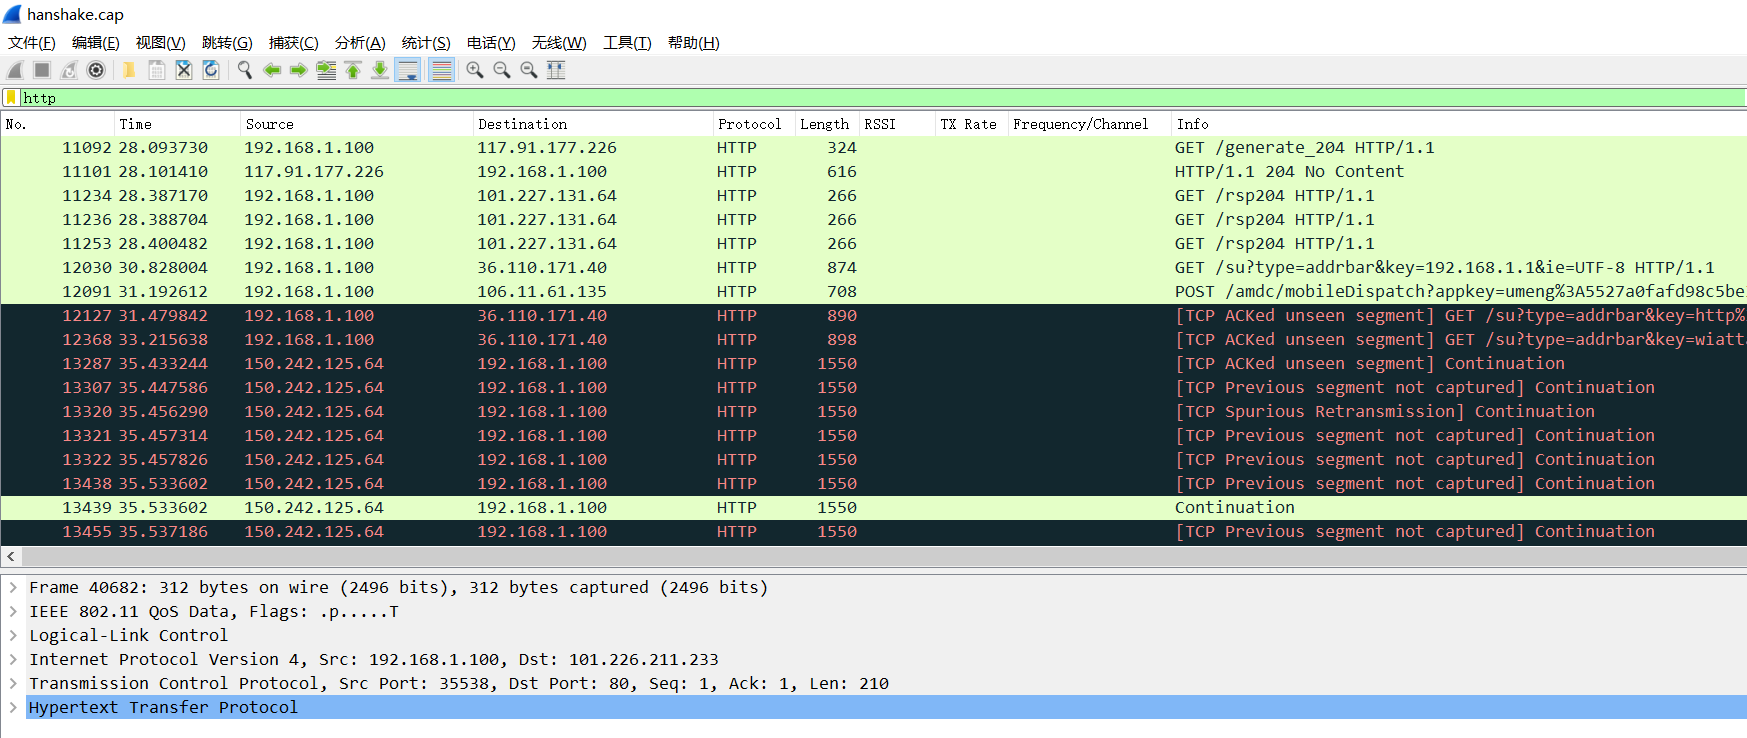 hanshake.cap
文件(F) 编辑(E) 视图(V) 跳转(G) 捕获(C) 分析(A) 统计(S) 电话(Y) 无线(W) 工具(T) 帮助(H)
http
No. Time Source Destination Protocol Length RSSI TX Rate Frequency/Channel Info
11092 28.093730 192.168.1.100 117.91.177.226 HTTP 324 GET /generate_204 HTTP/1.1
11101 28.101410 117.91.177.226 192.168.1.100 HTTP 616 HTTP/1.1 204 No Content
11234 28.387170 192.168.1.100 101.227.131.64 HTTP 266 GET /rsp204 HTTP/1.1
11236 28.388704 192.168.1.100 101.227.131.64 HTTP 266 GET /rsp204 HTTP/1.1
11253 28.400482 192.168.1.100 101.227.131.64 HTTP 266 GET /rsp204 HTTP/1.1
12030 30.828004 192.168.1.100 36.110.171.40 HTTP 874 GET /su?type=addrbar&key=192.168.1.1&ie=UTF-8 HTTP/1.1
12091 31.192612 192.168.1.100 106.11.61.135 HTTP 708 POST /amdc/mobileDispatch?appkey=umeng%3A5527a0fafd98c5be
12127 31.479842 192.168.1.100 36.110.171.40 HTTP 890 [TCP ACKed unseen segment] GET /su?type=addrbar&key=http%
12368 33.215638 192.168.1.100 36.110.171.40 HTTP 898 [TCP ACKed unseen segment] GET /su?type=addrbar&key=wiatt
13287 35.433244 150.242.125.64 192.168.1.100 HTTP 1550 [TCP ACKed unseen segment] Continuation
13307 35.447586 150.242.125.64 192.168.1.100 HTTP 1550 [TCP Previous segment not captured] Continuation
13320 35.456290 150.242.125.64 192.168.1.100 HTTP 1550 [TCP Spurious Retransmission] Continuation
13321 35.457314 150.242.125.64 192.168.1.100 HTTP 1550 [TCP Previous segment not captured] Continuation
13322 35.457826 150.242.125.64 192.168.1.100 HTTP 1550 [TCP Previous segment not captured] Continuation
13438 35.533602 150.242.125.64 192.168.1.100 HTTP 1550 [TCP Previous segment not captured] Continuation
13439 35.533602 150.242.125.64 192.168.1.100 HTTP 1550 Continuation
13455 35.537186 150.242.125.64 192.168.1.100 HTTP 1550 [TCP Previous segment not captured] Continuation
Frame 40682: 312 bytes on wire (2496 bits), 312 bytes captured (2496 bits)
IEEE 802.11 QoS Data, Flags: .p.....T
Logical-Link Control
Internet Protocol Version 4, Src: 192.168.1.100, Dst: 101.226.211.233
Transmission Control Protocol, Src Port: 35538, Dst Port: 80, Seq: 1, Ack: 1, Len: 210
Hypertext Transfer Protocol